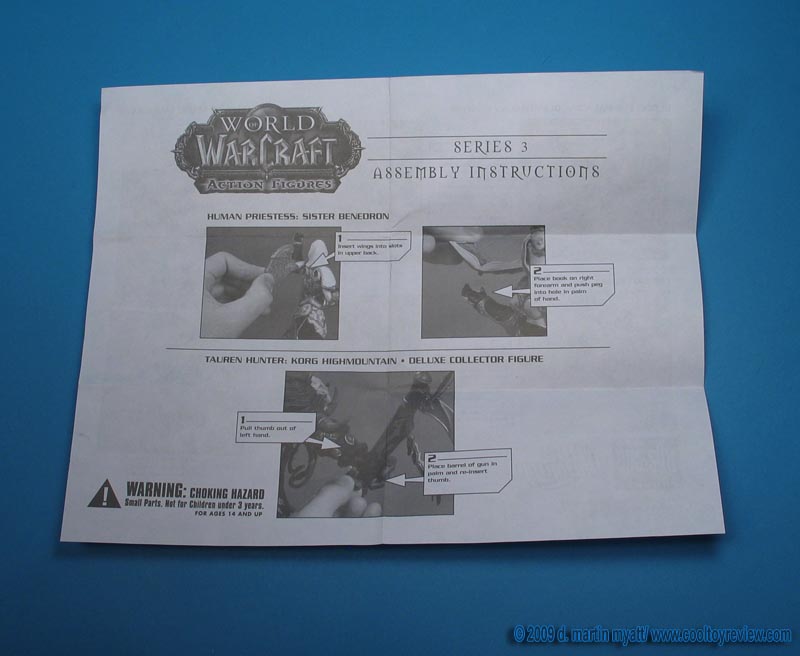 WORLD
OF
WARCRAFT
ACTION FIGURES
SERIES 3
ASSEMBLY INSTRUCTIONS
HUMAN PRIESTESS: SISTER BENEDRON
1
Insert wings into slots
in upper back.
2
Place book on right
forearm and push peg
into hole in palm
of hand.
TAUREN HUNTER: KORG HIGHMOUNTAIN • DELUXE COLLECTOR FIGURE
1
Pull thumb out of
left hand.
2
Place barrel of gun in
palm and re-insert
thumb.
WARNING: CHOKING HAZARD
Small Parts. Not for Children under 3 years.
FOR AGES 14 AND UP
© 2009 d. martin myatt/ www.cooltoyreview.com